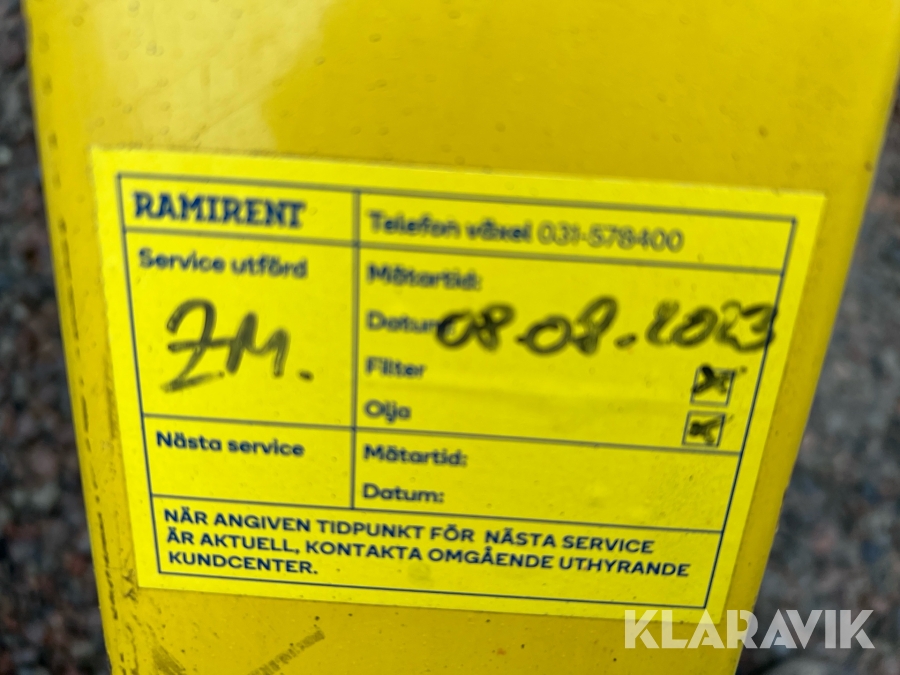 RAMIRENT
Telefon växel 031-578400
Service utförd
ZM.
Mätartid:
Datum: 08.08.2023
Filter
Olja
Nästa service
Mätartid:
Datum:
NÄR ANGIVEN TIDPUNKT FÖR NÄSTA SERVICE
ÄR AKTUELL, KONTAKTA OMGÅENDE UTHYRANDE
KUNDCENTER.
KLARAVIK